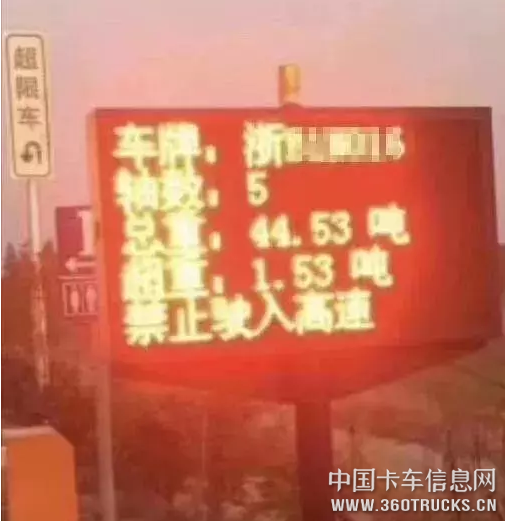 超限车
车牌：浙
轴数：5
总重：44.53 吨
超重：1.53 吨
禁止驶入高速
中国卡车信息网
WWW.360TRUCKS.CN